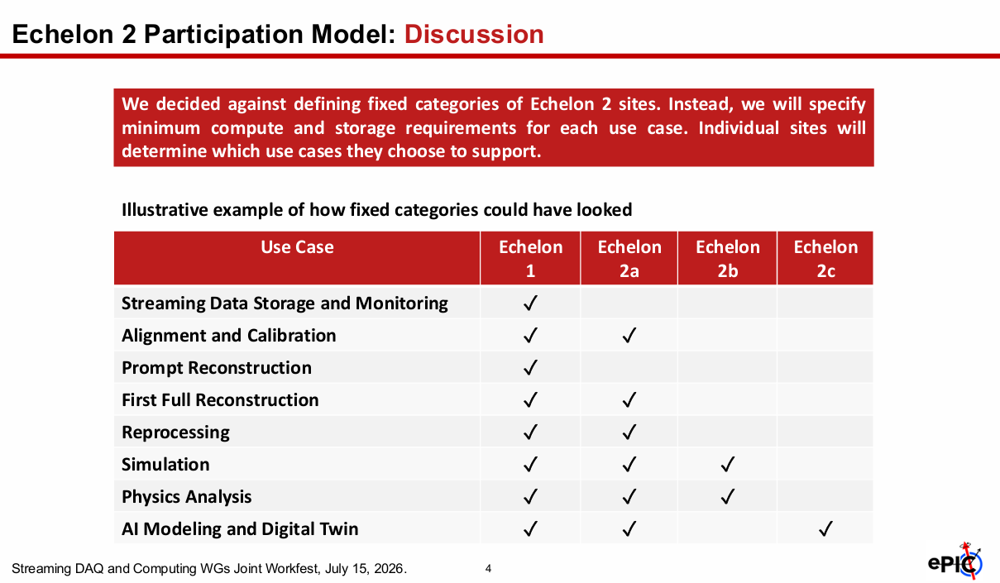 Echelon 2 Participation Model: Discussion
We decided against defining fixed categories of Echelon 2 sites. Instead, we will specify
minimum compute and storage requirements for each use case. Individual sites will
determine which use cases they choose to support.
Illustrative example of how fixed categories could have looked
Use Case Echelon 1 Echelon 2a Echelon 2b Echelon 2c
Streaming Data Storage and Monitoring ✓
Alignment and Calibration ✓ ✓
Prompt Reconstruction ✓
First Full Reconstruction ✓ ✓
Reprocessing ✓ ✓
Simulation ✓ ✓ ✓
Physics Analysis ✓ ✓ ✓
AI Modeling and Digital Twin ✓ ✓ ✓
Streaming DAQ and Computing WGs Joint Workfest, July 15, 2026. 4
ePIC